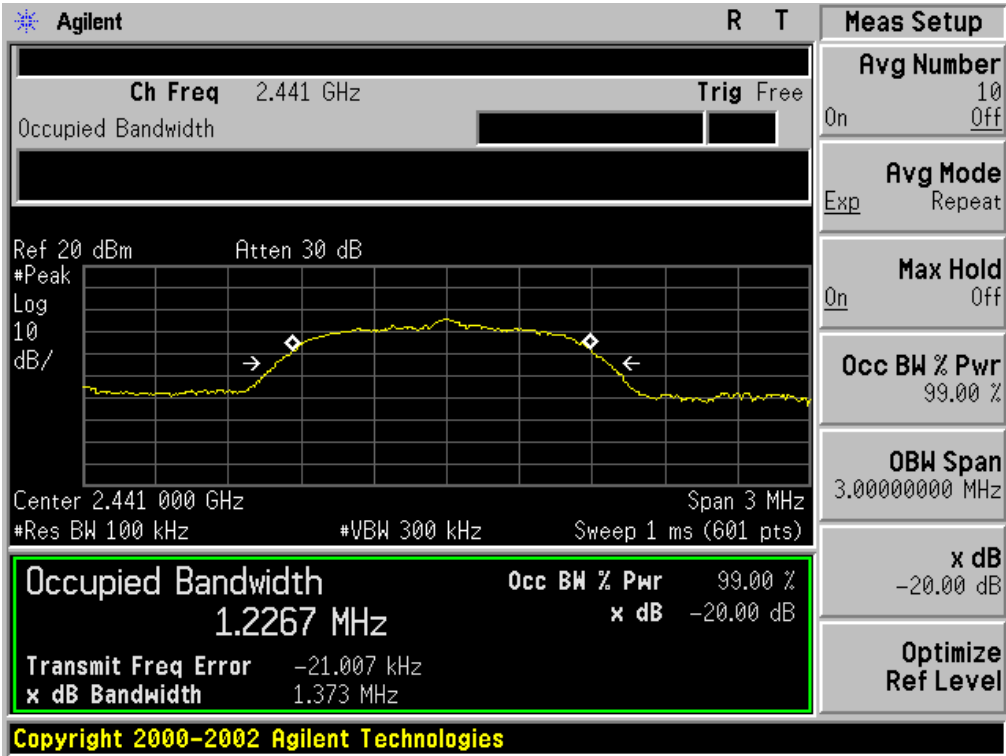 Agilent R T
Ch Freq 2.441 GHz Trig Free
Occupied Bandwidth
Ref 20 dBm Atten 30 dB
#Peak
Log
10
dB/
Center 2.441 000 GHz Span 3 MHz
#Res BW 100 kHz #VBW 300 kHz Sweep 1 ms (601 pts)
Occupied Bandwidth Occ BW % Pwr 99.00 %
1.2267 MHz x dB -20.00 dB
Transmit Freq Error -21.007 kHz
x dB Bandwidth 1.373 MHz
Copyright 2000-2002 Agilent Technologies
Meas Setup
Avg Number
10
On Off
Avg Mode
Exp Repeat
Max Hold
On Off
Occ BW % Pwr
99.00 %
OBW Span
3.00000000 MHz
x dB
-20.00 dB
Optimize
Ref Level